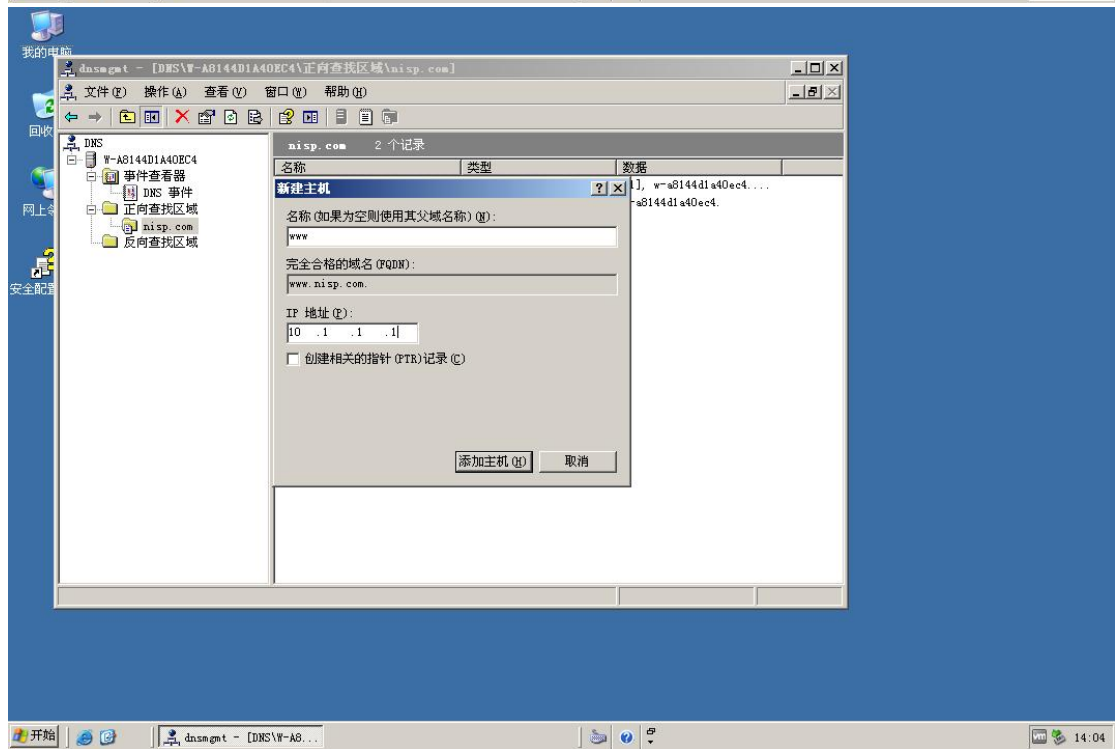 我的电脑
dnsmgmt - [DNS\W-A8144D1A40EC4\正向查找区域\nisp.com]
文件(F) 操作(A) 查看(V) 窗口(W) 帮助(H)
回收
DNS
W-A8144D1A40EC4
事件查看器
DNS 事件
正向查找区域
nisp.com
反向查找区域
网上
安全配置
nisp.com 2 个记录
名称 类型 数据
1], w-a8144d1a40ec4....
-a8144d1a40ec4.
新建主机
名称(如果为空则使用其父域名称)(N):
www
完全合格的域名(FQDN):
www.nisp.com.
IP 地址(P):
10 .1 .1 .1
创建相关的指针(PTR)记录(C)
添加主机(H) 取消
开始 dnsmgmt - [DNS\W-A8... 14:04